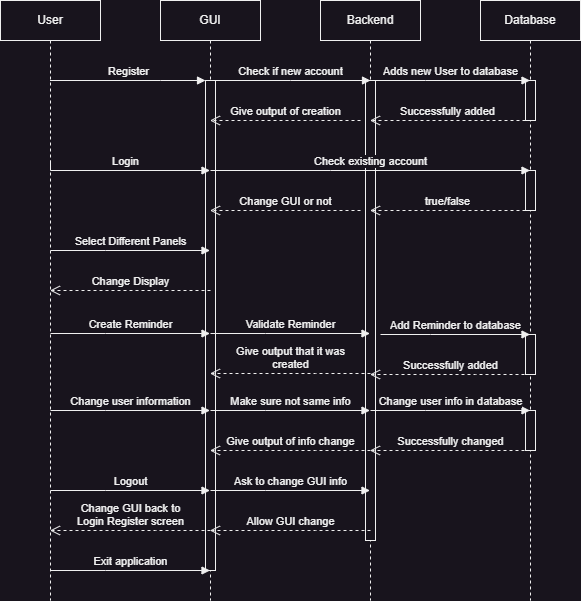 User
GUI
Backend
Database
Register
Check if new account
Adds new User to database
Give output of creation
Successfully added
Login
Check existing account
Change GUI or not
true/false
Select Different Panels
Change Display
Create Reminder
Validate Reminder
Add Reminder to database
Give output that it was
created
Successfully added
Change user information
Make sure not same info
Change user info in database
Give output of info change
Successfully changed
Logout
Ask to change GUI info
Change GUI back to
Login Register screen
Allow GUI change
Exit application